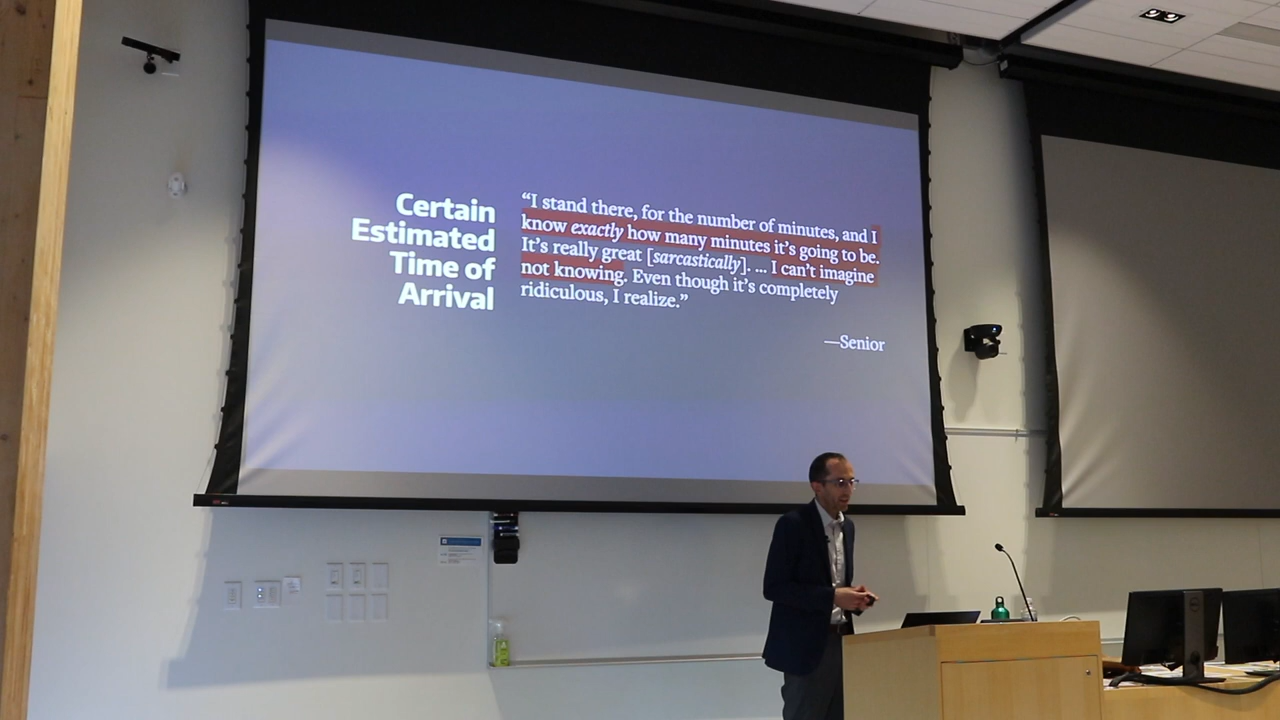 Certain
Estimated
Time of
Arrival
“I stand there, for the number of minutes, and I
know exactly how many minutes it’s going to be.
It’s really great [sarcastically]. ... I can’t imagine
not knowing. Even though it’s completely
ridiculous, I realize.”
—Senior